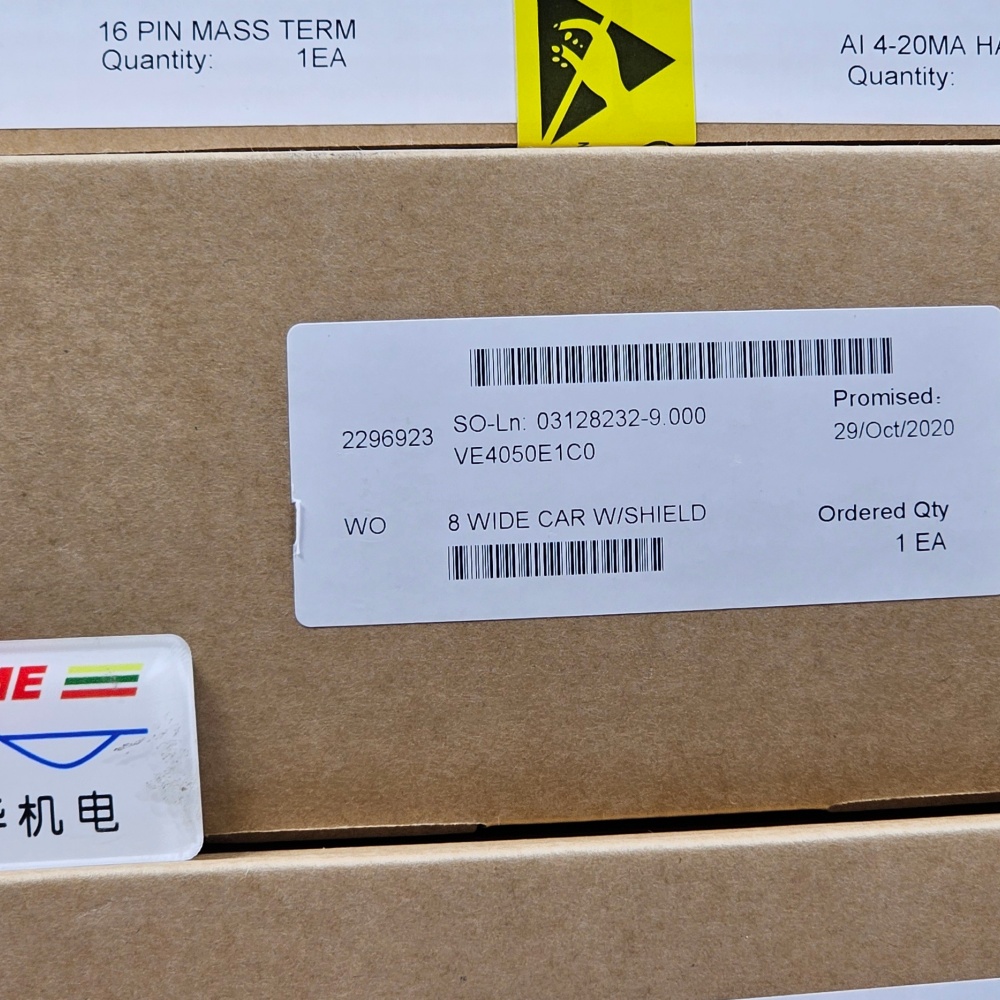 16 PIN MASS TERM
Quantity: 1EA
AI 4-20MA
Quantity:
Promised:
SO-Ln: 03128232-9.000
29/Oct/2020
2296923
VE4050E1C0
WO
8 WIDE CAR W/SHIELD
Ordered Qty
1 EA
机电